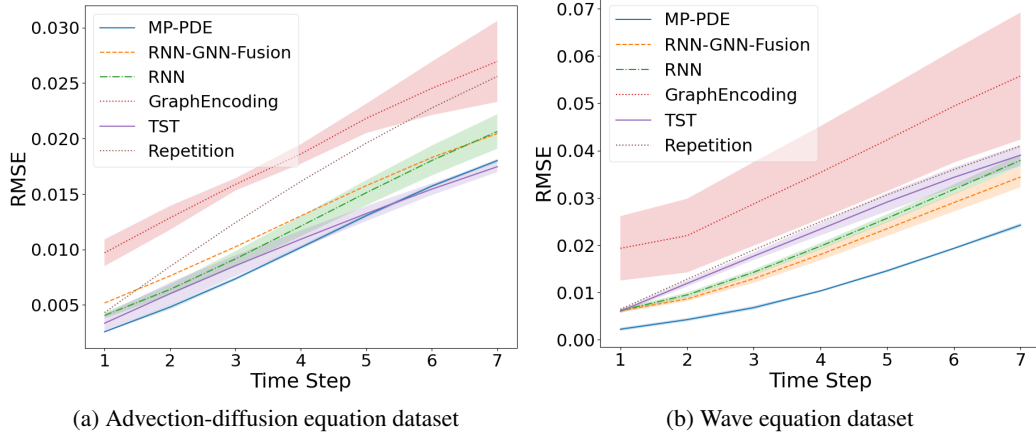 0.030
0.025
0.020
0.015
0.010
0.005
RMSE
MP-PDE
RNN-GNN-Fusion
RNN
GraphEncoding
TST
Repetition
1 2 3 4 5 6 7
Time Step
(a) Advection-diffusion equation dataset
0.07
0.06
0.05
0.04
0.03
0.02
0.01
0.00
RMSE
MP-PDE
RNN-GNN-Fusion
RNN
GraphEncoding
TST
Repetition
1 2 3 4 5 6 7
Time Step
(b) Wave equation dataset